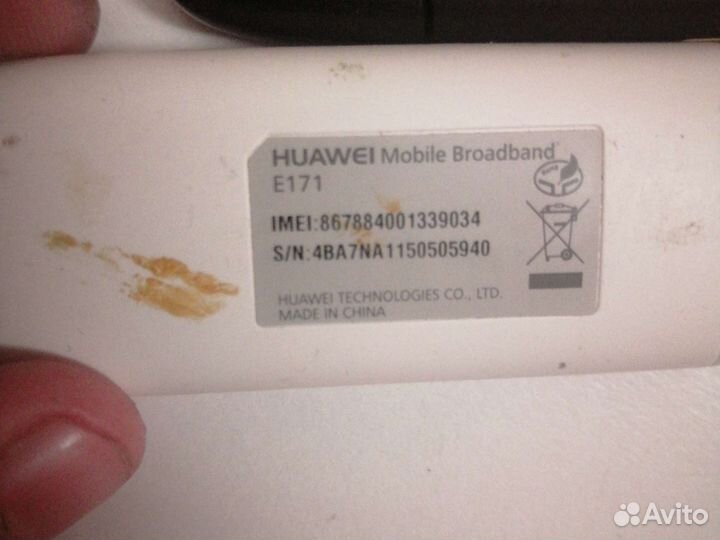 HUAWEI Mobile Broadband
E171
IMEI:867884001339034
S/N:4BA7NA1150505940
HUAWEI TECHNOLOGIES CO., LTD.
MADE IN CHINA
Avito